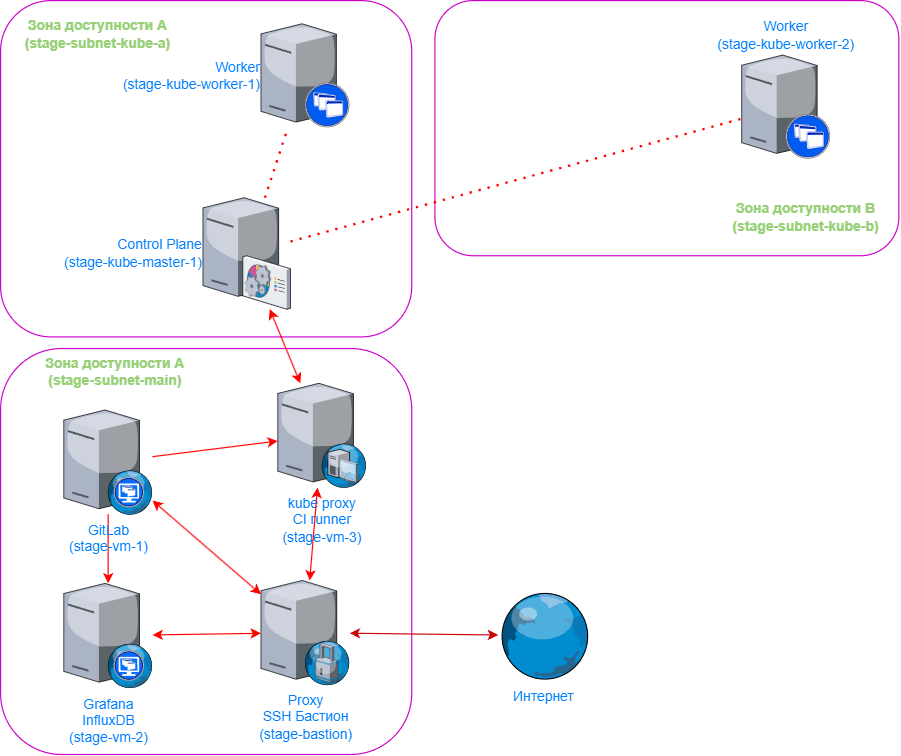 Зона доступности A
(stage-subnet-kube-a)
Worker
(stage-kube-worker-1)
Control Plane
(stage-kube-master-1)
Worker
(stage-kube-worker-2)
Зона доступности B
(stage-subnet-kube-b)
Зона доступности A
(stage-subnet-main)
GitLab
(stage-vm-1)
kube proxy
CI runner
(stage-vm-3)
Grafana
InfluxDB
(stage-vm-2)
Proxy
SSH Бастион
(stage-bastion)
Интернет